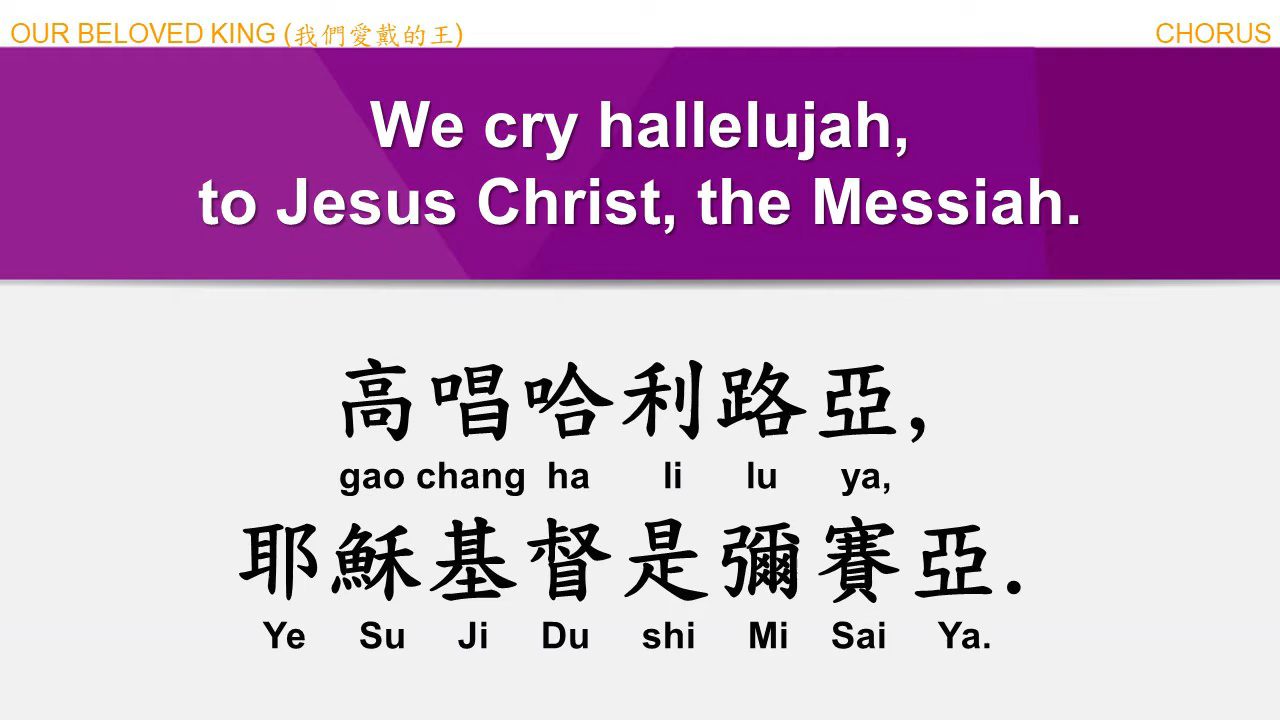 OUR BELOVED KING (我們愛戴的王)
CHORUS
We cry hallelujah,
to Jesus Christ, the Messiah.
高唱哈利路亞,
gao chang ha li lu ya,
耶穌基督是彌賽亞.
Ye Su Ji Du shi Mi Sai Ya.